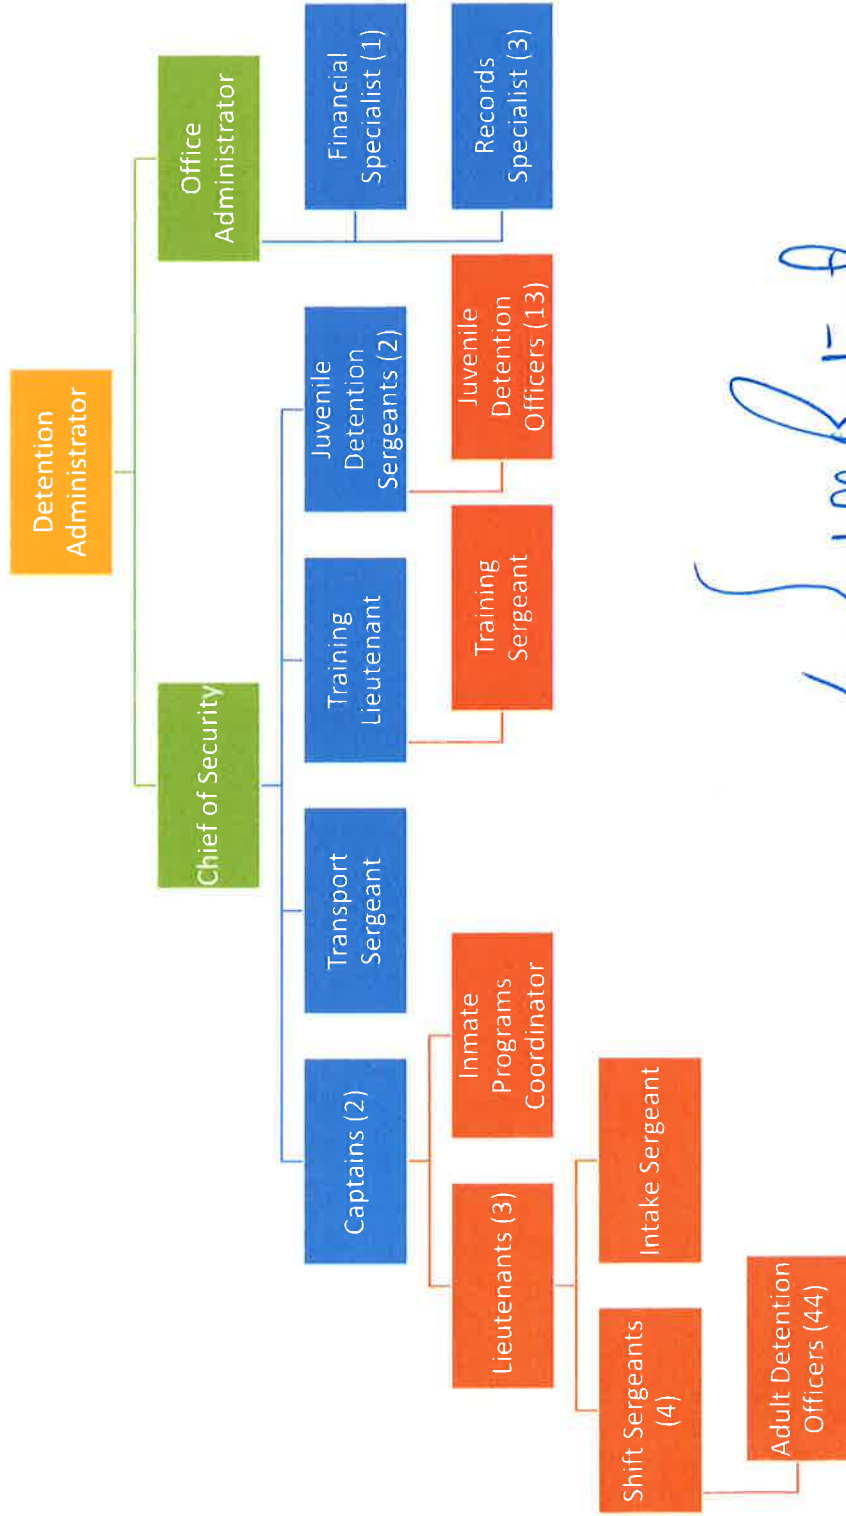 Detention
Administrator
Chief of Security
Office
Administrator
Captains (2)
Transport
Sergeant
Training
Lieutenant
Juvenile
Detention
Sergeants (2)
Financial
Specialist (1)
Lieutenants (3)
Inmate
Programs
Coordinator
Training
Sergeant
Juvenile
Detention
Officers (13)
Records
Specialist (3)
Shift Sergeants
(4)
Intake Sergeant
Adult Detention
Officers (44)